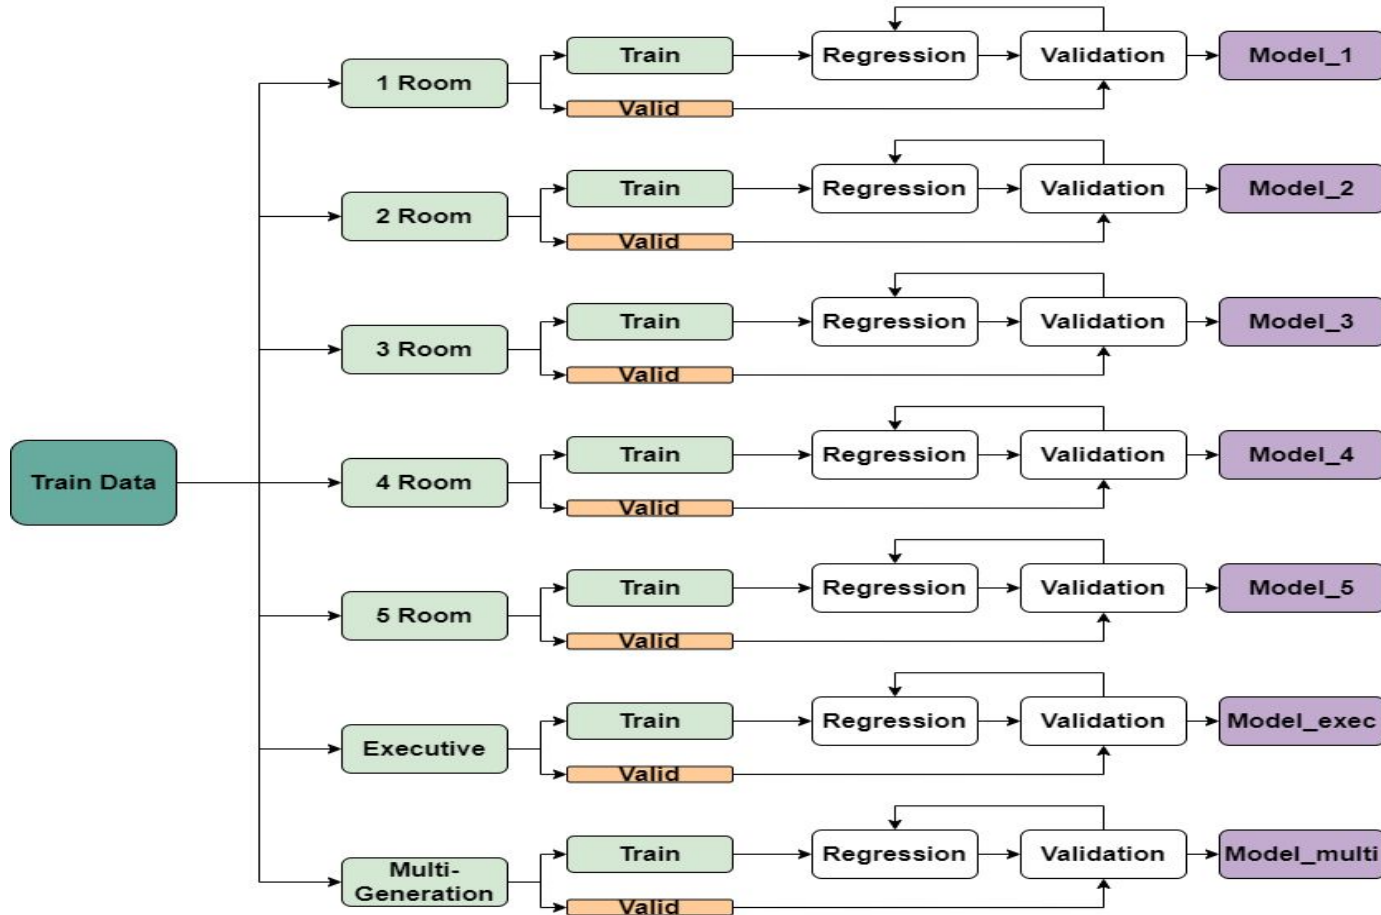 Train
Regression
Validation
Model_1
1 Room
Valid
Train
Regression
Validation
Model_2
2 Room
Valid
Train
Regression
Validation
Model_3
3 Room
Valid
Train
Regression
Validation
Model_4
Train Data
4 Room
Valid
Train
Regression
Validation
Model_5
5 Room
Valid
Train
Regression
Validation
Model_exec
Executive
Valid
Train
Regression
Validation
Model_multi
Multi-
Generation
Valid